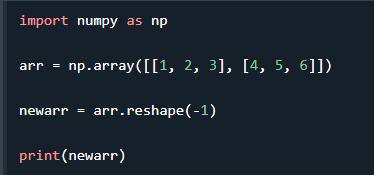 import numpy as np
arr = np.array([[1, 2, 3], [4, 5, 6]])
newarr = arr.reshape(-1)
print(newarr)